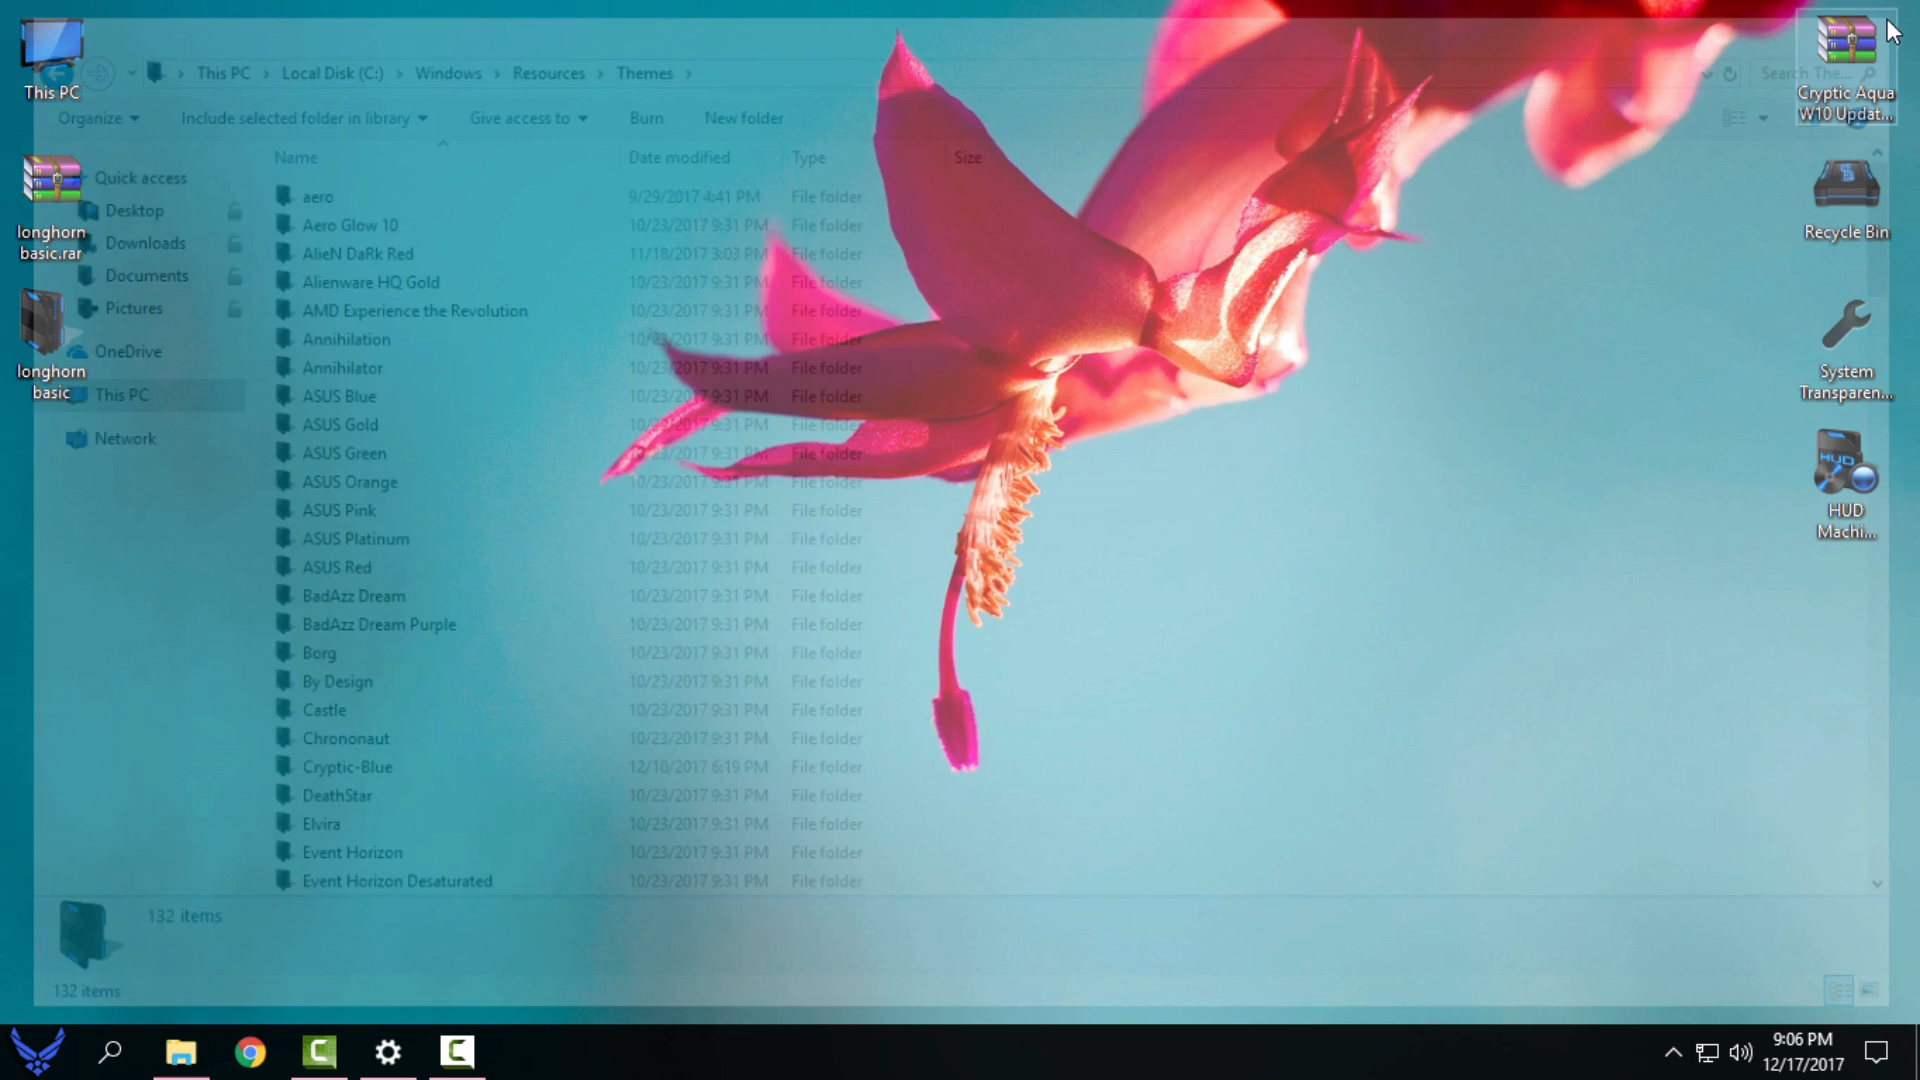 This PC
longhorn
basic.rar
longhorn
basic
This PC
Local Disk (C:)
Windows
Resources
Themes
Search The...
Organize
Include selected folder in library
Give access to
Burn
New folder
Name
Date modified
Type
Size
Quick access
Desktop
Downloads
Documents
Pictures
OneDrive
This PC
Network
aero 9/29/2017 4:41 PM File folder
Aero Glow 10 10/23/2017 9:31 PM File folder
AlieN DaRk Red 11/18/2017 3:03 PM File folder
Alienware HQ Gold 10/23/2017 9:31 PM File folder
AMD Experience the Revolution 10/23/2017 9:31 PM File folder
Annihilation 10/23/2017 9:31 PM File folder
Annihilator 10/23/2017 9:31 PM File folder
ASUS Blue 10/23/2017 9:31 PM File folder
ASUS Gold 10/23/2017 9:31 PM File folder
ASUS Green 10/23/2017 9:31 PM File folder
ASUS Orange 10/23/2017 9:31 PM File folder
ASUS Pink 10/23/2017 9:31 PM File folder
ASUS Platinum 10/23/2017 9:31 PM File folder
ASUS Red 10/23/2017 9:31 PM File folder
BadAzz Dream 10/23/2017 9:31 PM File folder
BadAzz Dream Purple 10/23/2017 9:31 PM File folder
Borg 10/23/2017 9:31 PM File folder
By Design 10/23/2017 9:31 PM File folder
Castle 10/23/2017 9:31 PM File folder
Chrononaut 10/23/2017 9:31 PM File folder
Cryptic-Blue 12/10/2017 6:19 PM File folder
DeathStar 10/23/2017 9:31 PM File folder
Elvira 10/23/2017 9:31 PM File folder
Event Horizon 10/23/2017 9:31 PM File folder
Event Horizon Desaturated 10/23/2017 9:31 PM File folder
132 items
132 items
Cryptic Aqua
W10 Updat...
Recycle Bin
System
Transparen...
HUD
HUD
Machi...
9:06 PM
12/17/2017